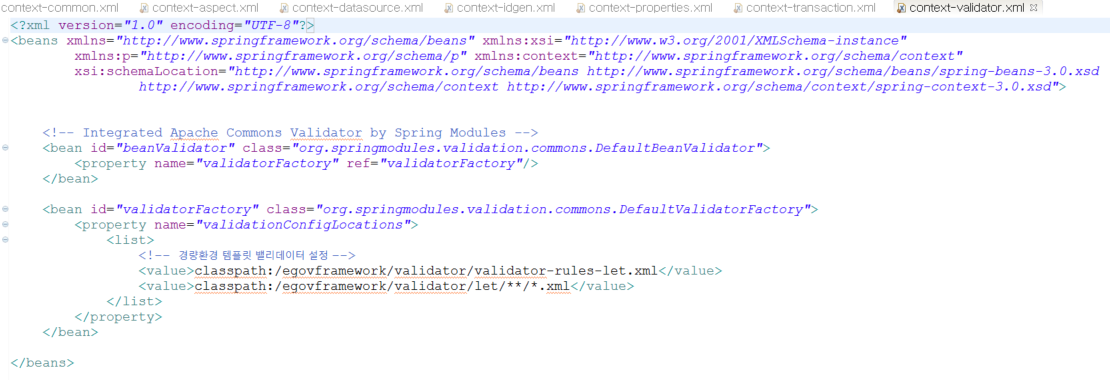 context-common.xml context-aspect.xml context-datasource.xml context-idgen.xml context-properties.xml context-transaction.xml context-validator.xml
<?xml version="1.0" encoding="UTF-8"?>
<beans xmlns="http://www.springframework.org/schema/beans" xmlns:xsi="http://www.w3.org/2001/XMLSchema-instance"
xmlns:p="http://www.springframework.org/schema/p" xmlns:context="http://www.springframework.org/schema/context"
xsi:schemaLocation="http://www.springframework.org/schema/beans http://www.springframework.org/schema/beans/spring-beans-3.0.xsd
http://www.springframework.org/schema/context http://www.springframework.org/schema/context/spring-context-3.0.xsd">
<!-- Integrated Apache Commons Validator by Spring Modules -->
<bean id="beanValidator" class="org.springmodules.validation.commons.DefaultBeanValidator">
<property name="validatorFactory" ref="validatorFactory"/>
</bean>
<bean id="validatorFactory" class="org.springmodules.validation.commons.DefaultValidatorFactory">
<property name="validationConfigLocations">
<list>
<!-- 경량환경 템플릿 밸리데이터 설정 -->
<value>classpath:/egovframework/validator/validator-rules-let.xml</value>
<value>classpath:/egovframework/validator/let/**/*.xml</value>
</list>
</property>
</bean>
</beans>